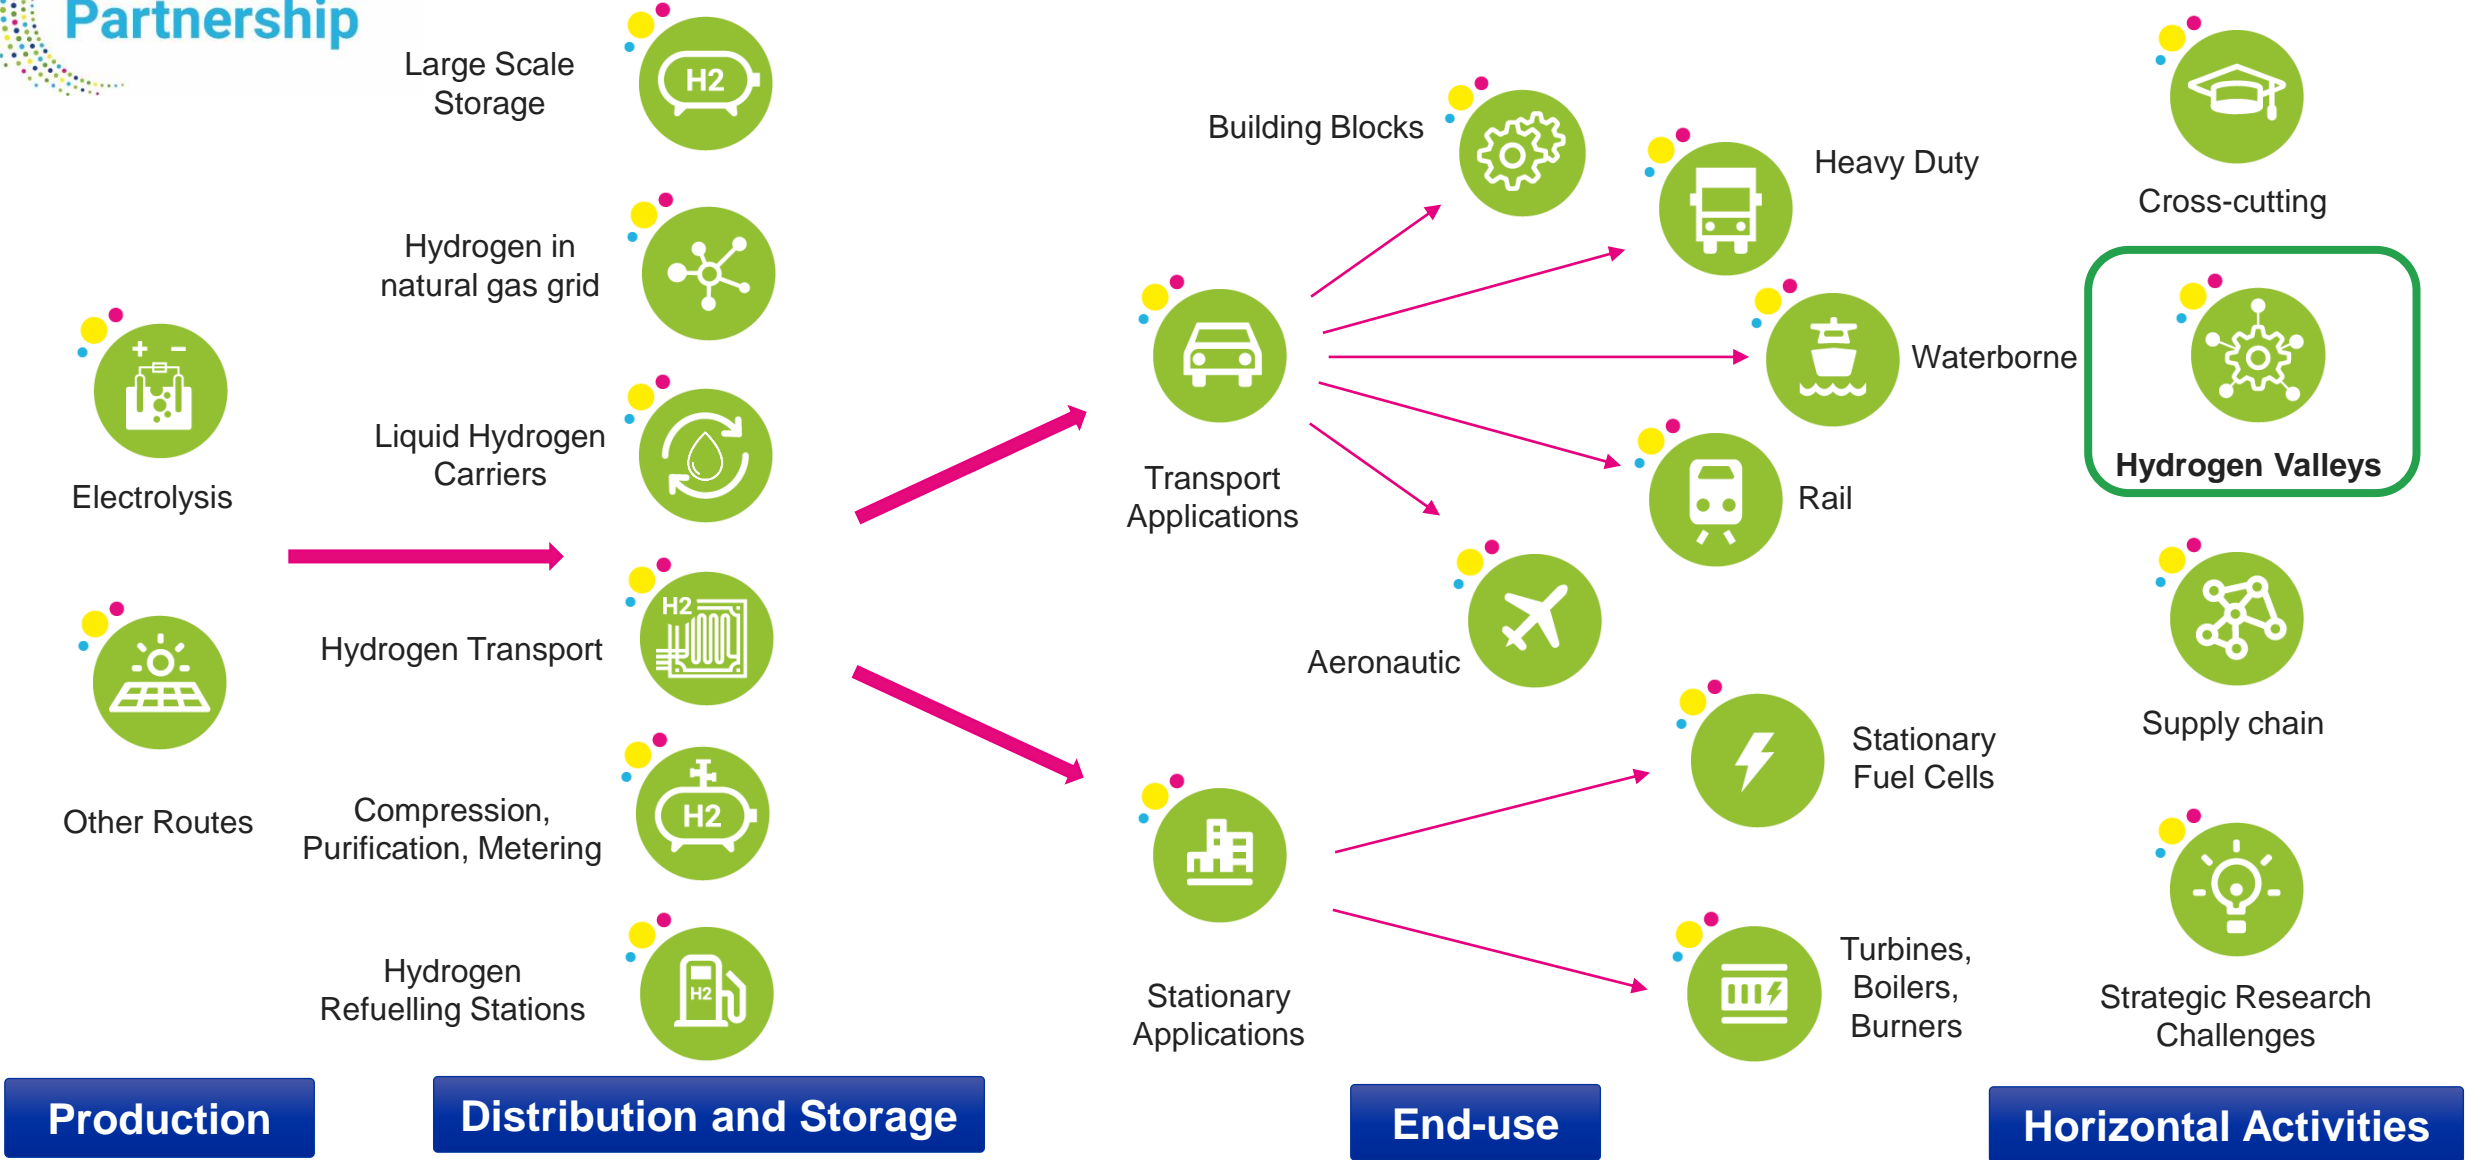 Partnership
Large Scale
Storage
Hydrogen in
natural gas grid
Liquid Hydrogen
Carriers
Hydrogen Transport
Compression,
Purification, Metering
Hydrogen
Refuelling Stations
H2
H2
H2
H2
+ −
Electrolysis
Other Routes
Transport
Applications
Building Blocks
Heavy Duty
Waterborne
Rail
Aeronautic
Stationary
Applications
Stationary
Fuel Cells
Turbines,
Boilers,
Burners
Cross-cutting
Hydrogen Valleys
Supply chain
Strategic Research
Challenges
Production
Distribution and Storage
End-use
Horizontal Activities